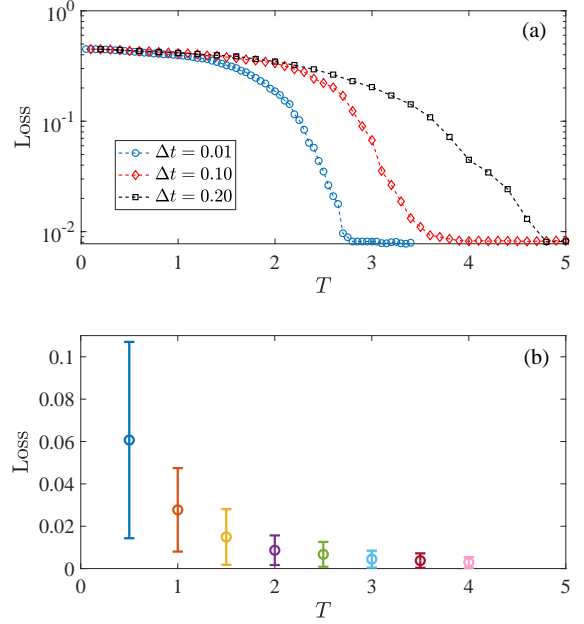 10^0
(a)
10^{-1}
Loss
Δt = 0.01
Δt = 0.10
Δt = 0.20
10^{-2}
0 1 2 3 4 5
T
0.1
(b)
0.08
0.06
Loss
0.04
0.02
0
0 1 2 3 4 5
T